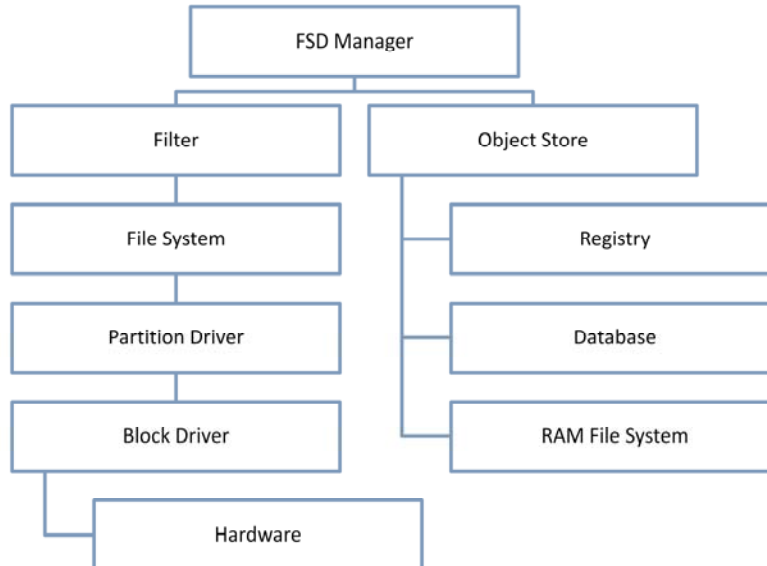 FSD Manager
Filter
Object Store
File System
Registry
Partition Driver
Database
Block Driver
RAM File System
Hardware